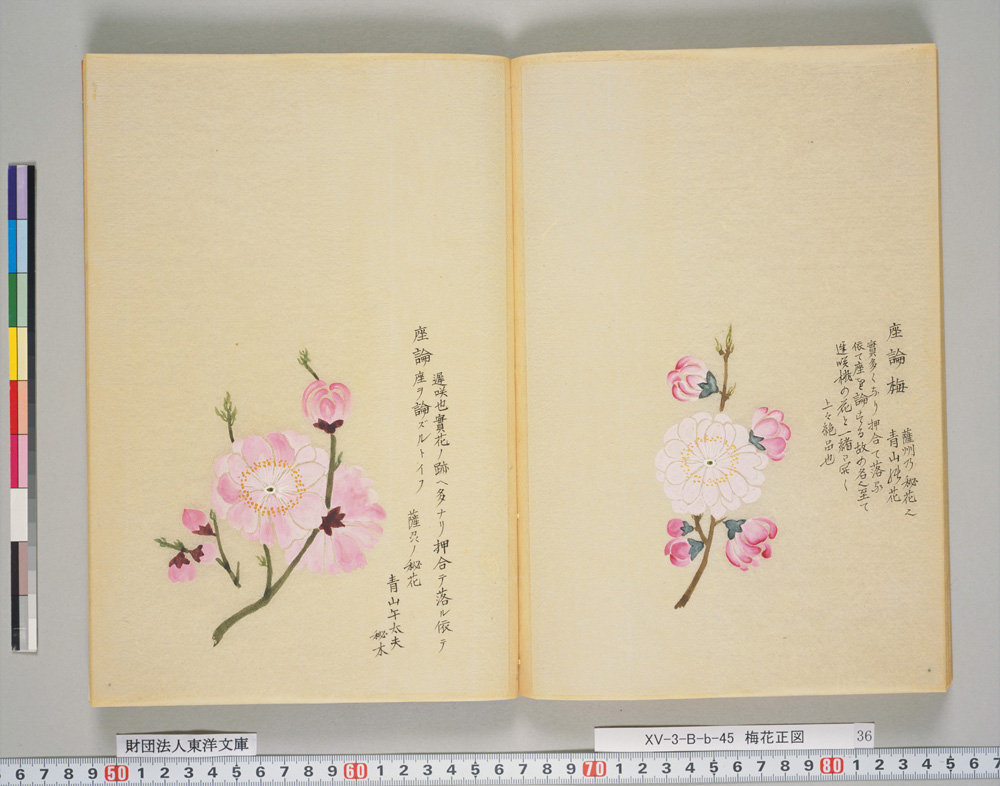 座論梅
薩州乃秘花也
青山 花
實多くなり押合て落ル
依て座を論する故の名也至て
遅咲桃の花と一諸に咲く
上々絶品也
座論
遅咲也實花ノ跡ヘ多ナリ押合テ落ル依テ
座ヲ論ズルトイフ
薩州ノ秘花
青山午太夫
秘木
財団法人東洋文庫
XV-3-B-b-45 梅花正図
36
6 7 8 9 50 1 2 3 4 5 6 7 8 9 60 1 2 3 4 5 6 7 8 9 70 1 2 3 4 5 6 7 8 9 80 1 2 3 4 5 6 7